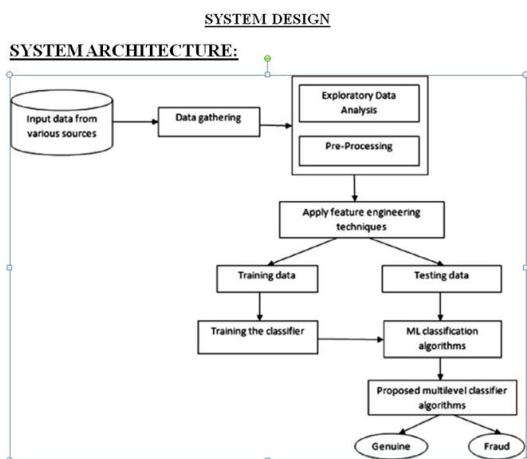 SYSTEM DESIGN
SYSTEM ARCHITECTURE:
Input data from
various sources
Data gathering
Exploratory Data
Analysis
Pre-Processing
Apply feature engineering
techniques
Training data
Testing data
Training the classifier
ML classification
algorithms
Proposed multilevel classifier
algorithms
Genuine
Fraud